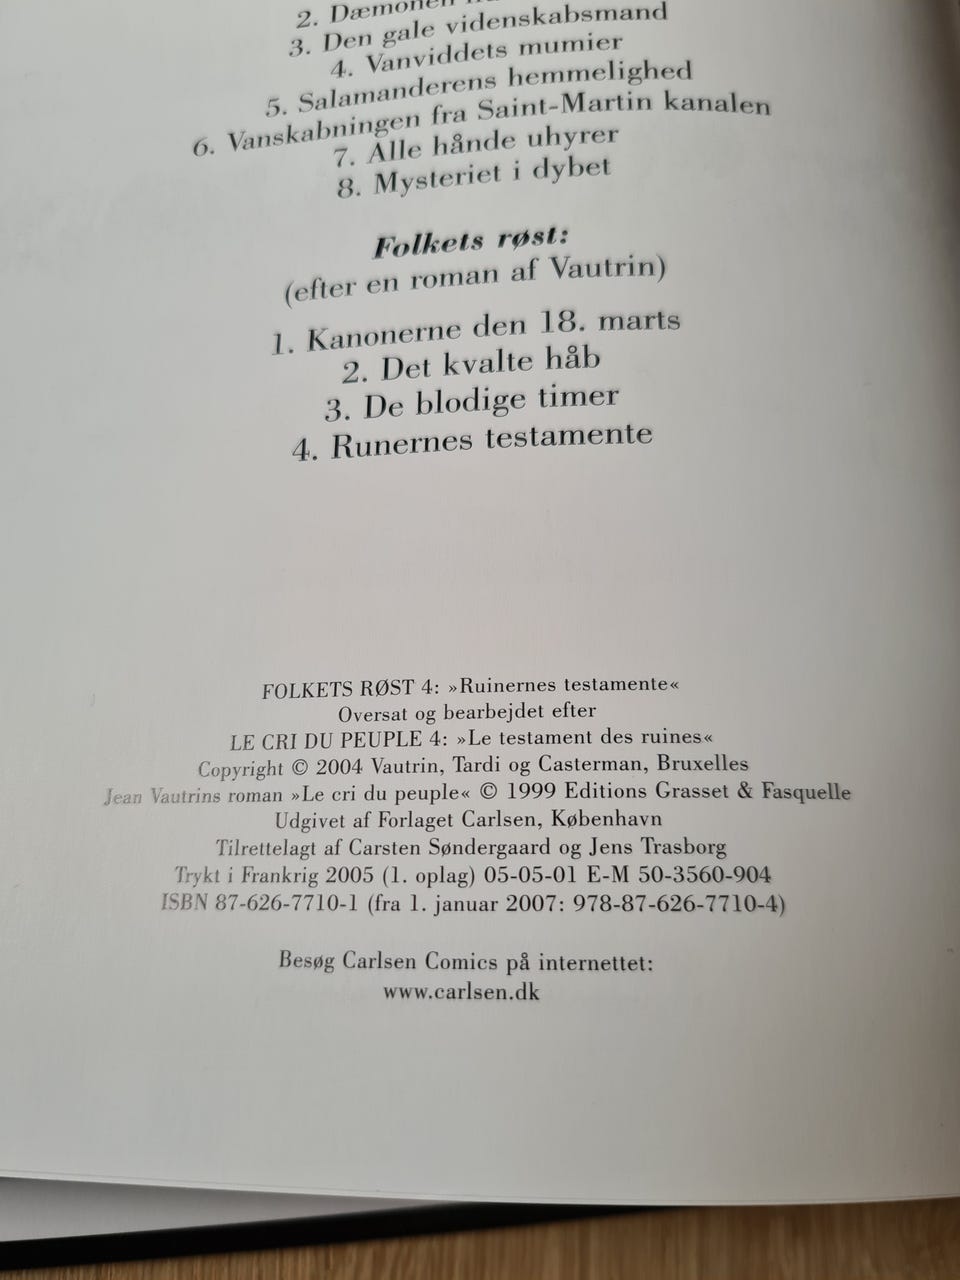 2. Dæmonen
3. Den gale videnskabsmand
4. Vanviddets mumier
5. Salamanderens hemmelighed
6. Vanskabningen fra Saint-Martin kanalen
7. Alle hånde uhyrer
8. Mysteriet i dybet
Folkets røst:
(efter en roman af Vautrin)
1. Kanonerne den 18. marts
2. Det kvalte håb
3. De blodige timer
4. Runernes testamente
FOLKETS RØST 4: »Ruinernes testamente«
Oversat og bearbejdet efter
LE CRI DU PEUPLE 4: »Le testament des ruines«
Copyright © 2004 Vautrin, Tardi og Casterman, Bruxelles
Jean Vautrins roman »Le cri du peuple« © 1999 Editions Grasset & Fasquelle
Udgivet af Forlaget Carlsen, København
Tilrettelagt af Carsten Søndergaard og Jens Trasborg
Trykt i Frankrig 2005 (1. oplag) 05-05-01 E-M 50-3560-904
ISBN 87-626-7710-1 (fra 1. januar 2007: 978-87-626-7710-4)
Besøg Carlsen Comics på internettet:
www.carlsen.dk